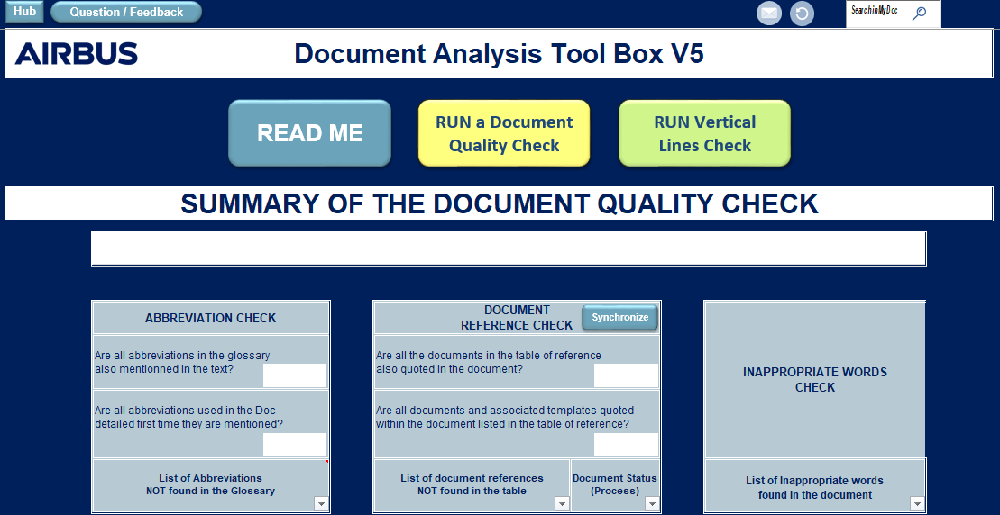 Hub
Question / Feedback
SearchinMyDoc
AIRBUS
Document Analysis Tool Box V5
READ ME
RUN a Document
Quality Check
RUN Vertical
Lines Check
SUMMARY OF THE DOCUMENT QUALITY CHECK
ABBREVIATION CHECK
Are all abbreviations in the glossary
also mentionned in the text?
Are all abbreviations used in the Doc
detailed first time they are mentioned?
List of Abbreviations
NOT found in the Glossary
DOCUMENT
REFERENCE CHECK
Synchronize
Are all the documents in the table of reference
also quoted in the document?
Are all documents and associated templates quoted
within the document listed in the table of reference?
List of document references
NOT found in the table
Document Status
(Process)
INAPPROPRIATE WORDS
CHECK
List of Inappropriate words
found in the document